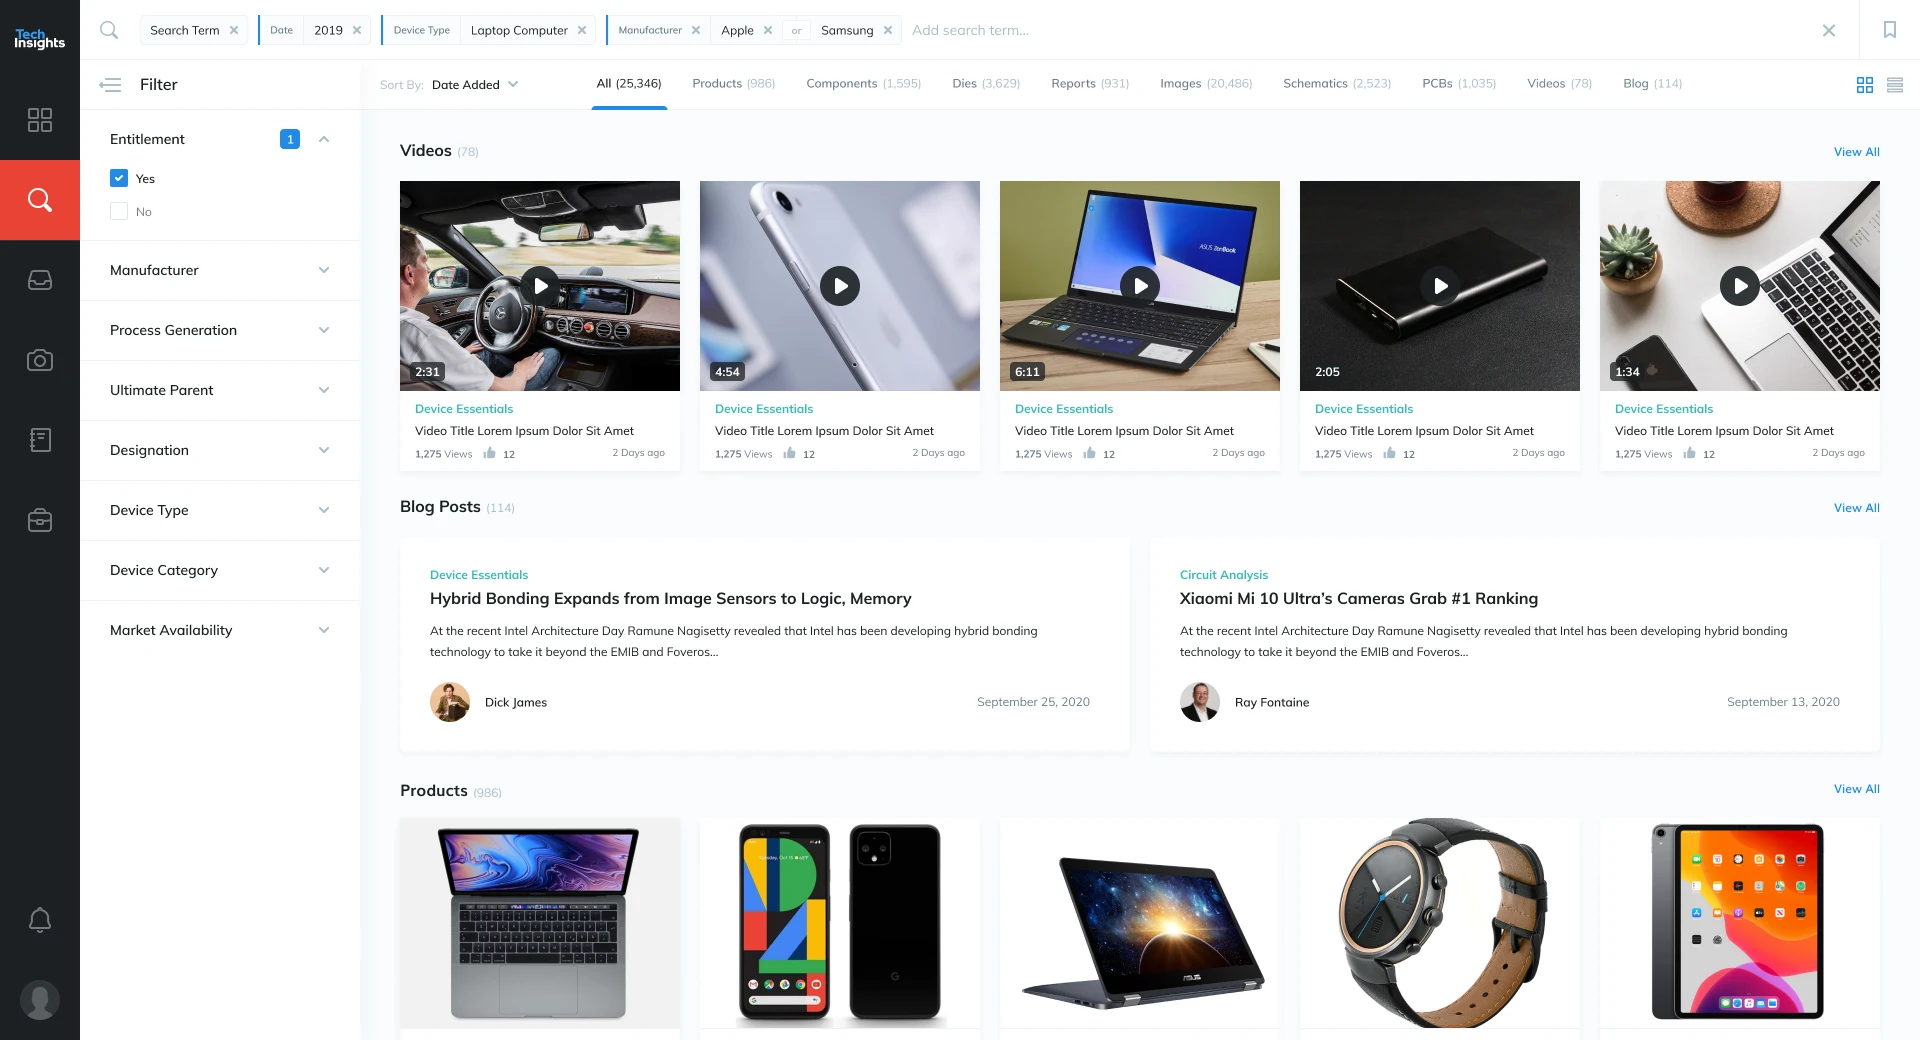 Tech
Insights
Search Term
Date 2019
Device Type Laptop Computer
Manufacturer Apple or Samsung
Add search term...
Filter
Sort By: Date Added
All (25,346)
Products (986)
Components (1,595)
Dies (3,629)
Reports (931)
Images (20,486)
Schematics (2,523)
PCBs (1,035)
Videos (78)
Blog (114)
Entitlement 1
Yes
No
Manufacturer
Process Generation
Ultimate Parent
Designation
Device Type
Device Category
Market Availability
Videos (78)
View All
2:31
Device Essentials
Video Title Lorem Ipsum Dolor Sit Amet
1,275 Views 12 2 Days ago
4:54
Device Essentials
Video Title Lorem Ipsum Dolor Sit Amet
1,275 Views 12 2 Days ago
ASUS ZenBook
6:11
Device Essentials
Video Title Lorem Ipsum Dolor Sit Amet
1,275 Views 12 2 Days ago
2:05
Device Essentials
Video Title Lorem Ipsum Dolor Sit Amet
1,275 Views 12 2 Days ago
1:34
Device Essentials
Video Title Lorem Ipsum Dolor Sit Amet
1,275 Views 12 2 Days ago
Blog Posts (114)
View All
Device Essentials
Hybrid Bonding Expands from Image Sensors to Logic, Memory
At the recent Intel Architecture Day Ramune Nagisetty revealed that Intel has been developing hybrid bonding
technology to take it beyond the EMIB and Foveros...
Dick James
September 25, 2020
Circuit Analysis
Xiaomi Mi 10 Ultra’s Cameras Grab #1 Ranking
At the recent Intel Architecture Day Ramune Nagisetty revealed that Intel has been developing hybrid bonding
technology to take it beyond the EMIB and Foveros...
Ray Fontaine
September 13, 2020
Products (986)
View All
G
ASUS